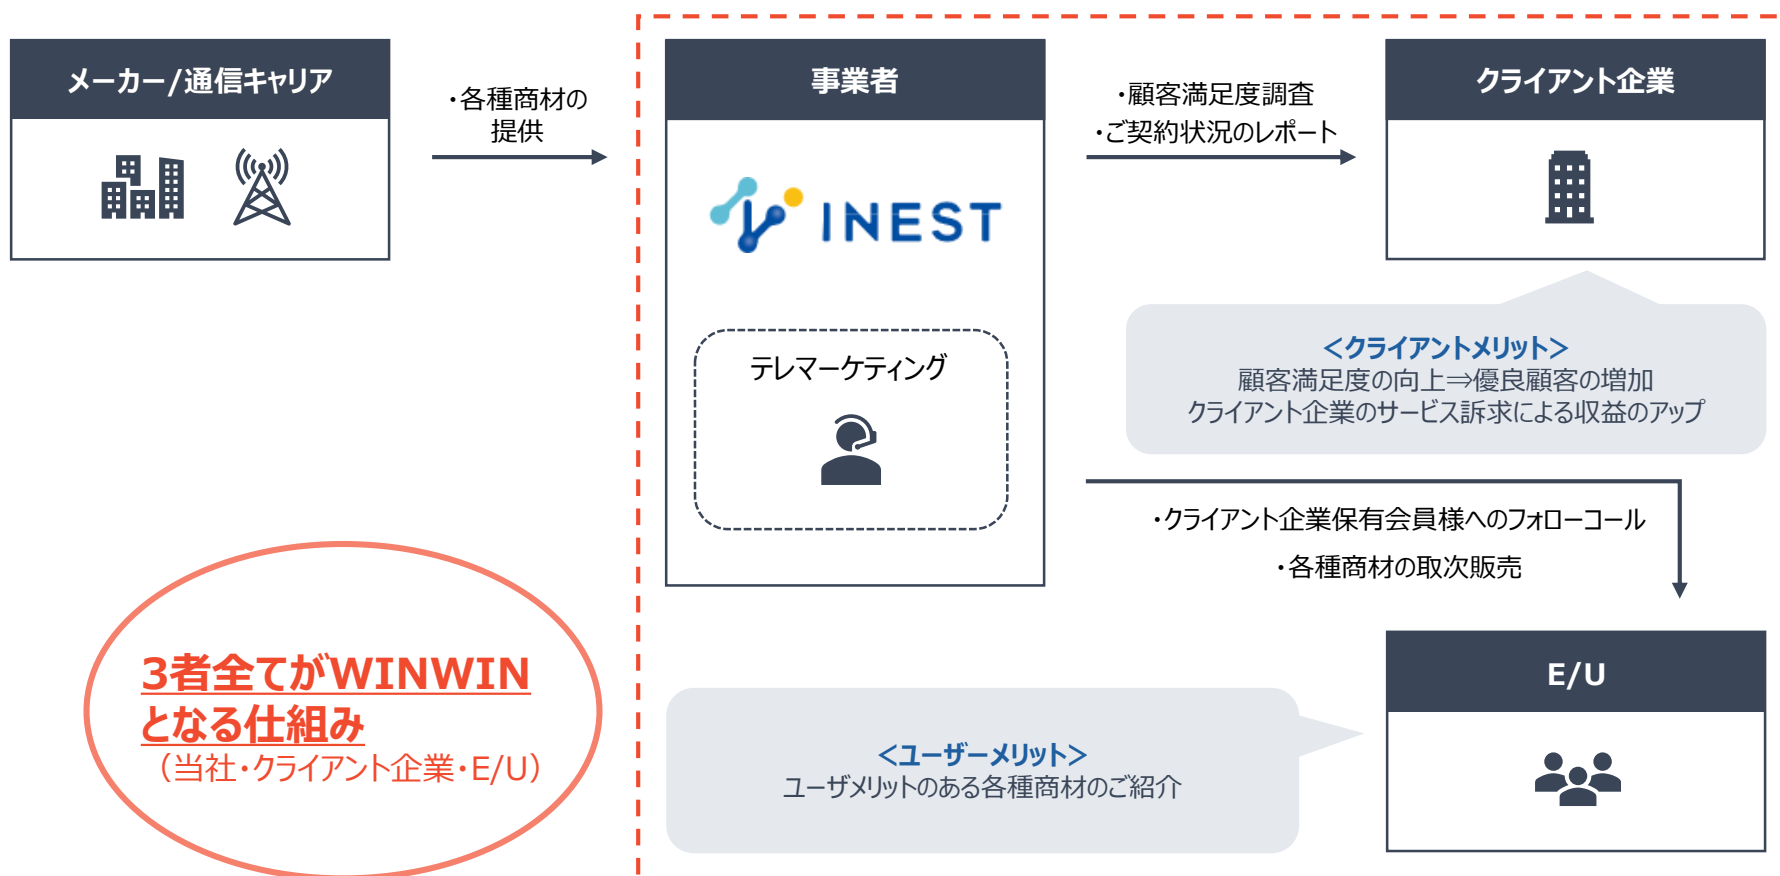 メーカー/通信キャリア
・各種商材の
提供
事業者
INEST
テレマーケティング
・顧客満足度調査
・ご契約状況のレポート
クライアント企業
<クライアントメリット>
顧客満足度の向上⇒優良顧客の増加
クライアント企業のサービス訴求による収益のアップ
・クライアント企業保有会員様へのフォローコール
・各種商材の取次販売
E/U
<ユーザーメリット>
ユーザメリットのある各種商材のご紹介
3者全てがWINWIN
となる仕組み
（当社・クライアント企業・E/U）